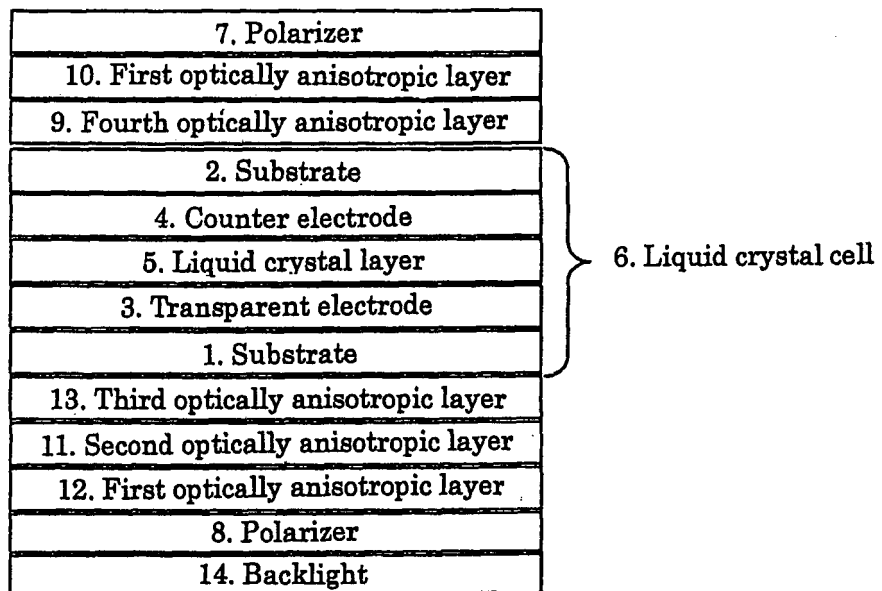 7. Polarizer
10. First optically anisotropic layer
9. Fourth optically anisotropic layer
2. Substrate
4. Counter electrode
5. Liquid crystal layer
3. Transparent electrode
1. Substrate
6. Liquid crystal cell
13. Third optically anisotropic layer
11. Second optically anisotropic layer
12. First optically anisotropic layer
8. Polarizer
14. Backlight